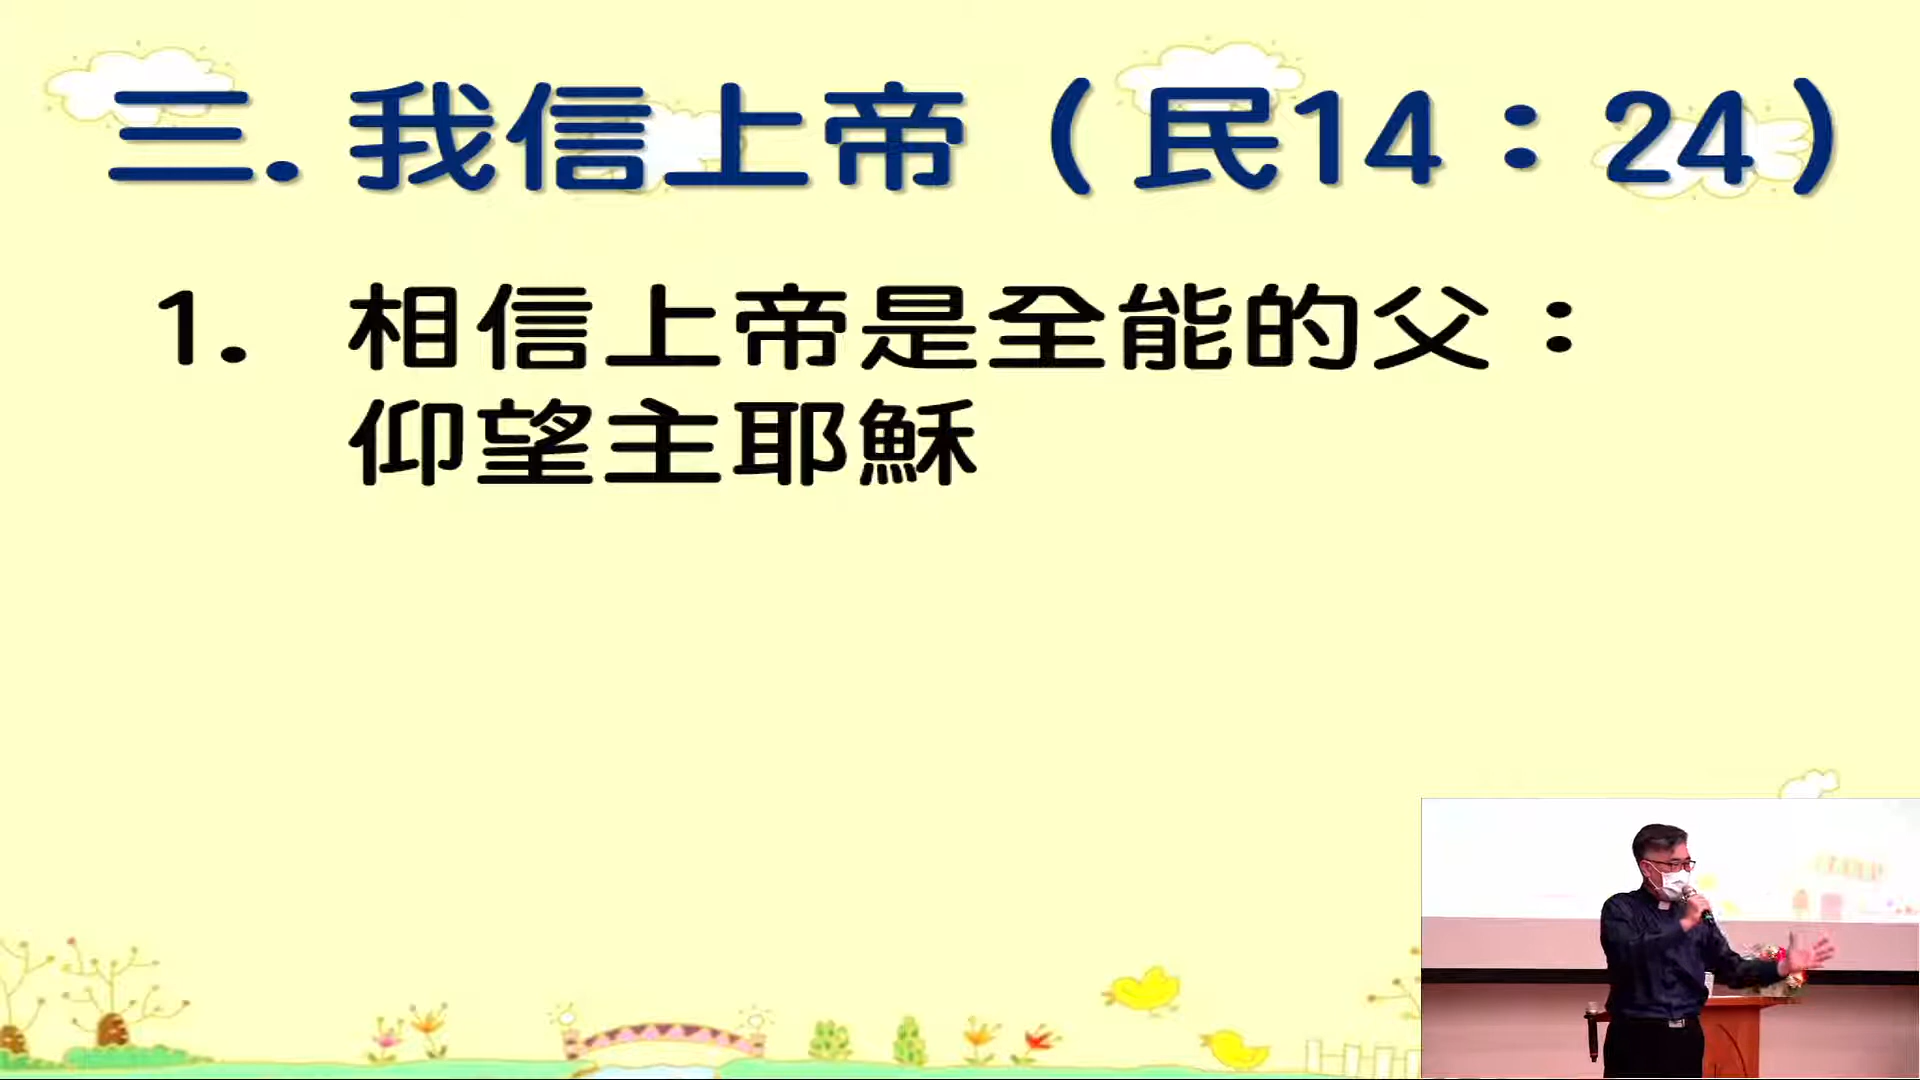 三. 我信上帝（民14：24）
1. 相信上帝是全能的父：
仰望主耶穌